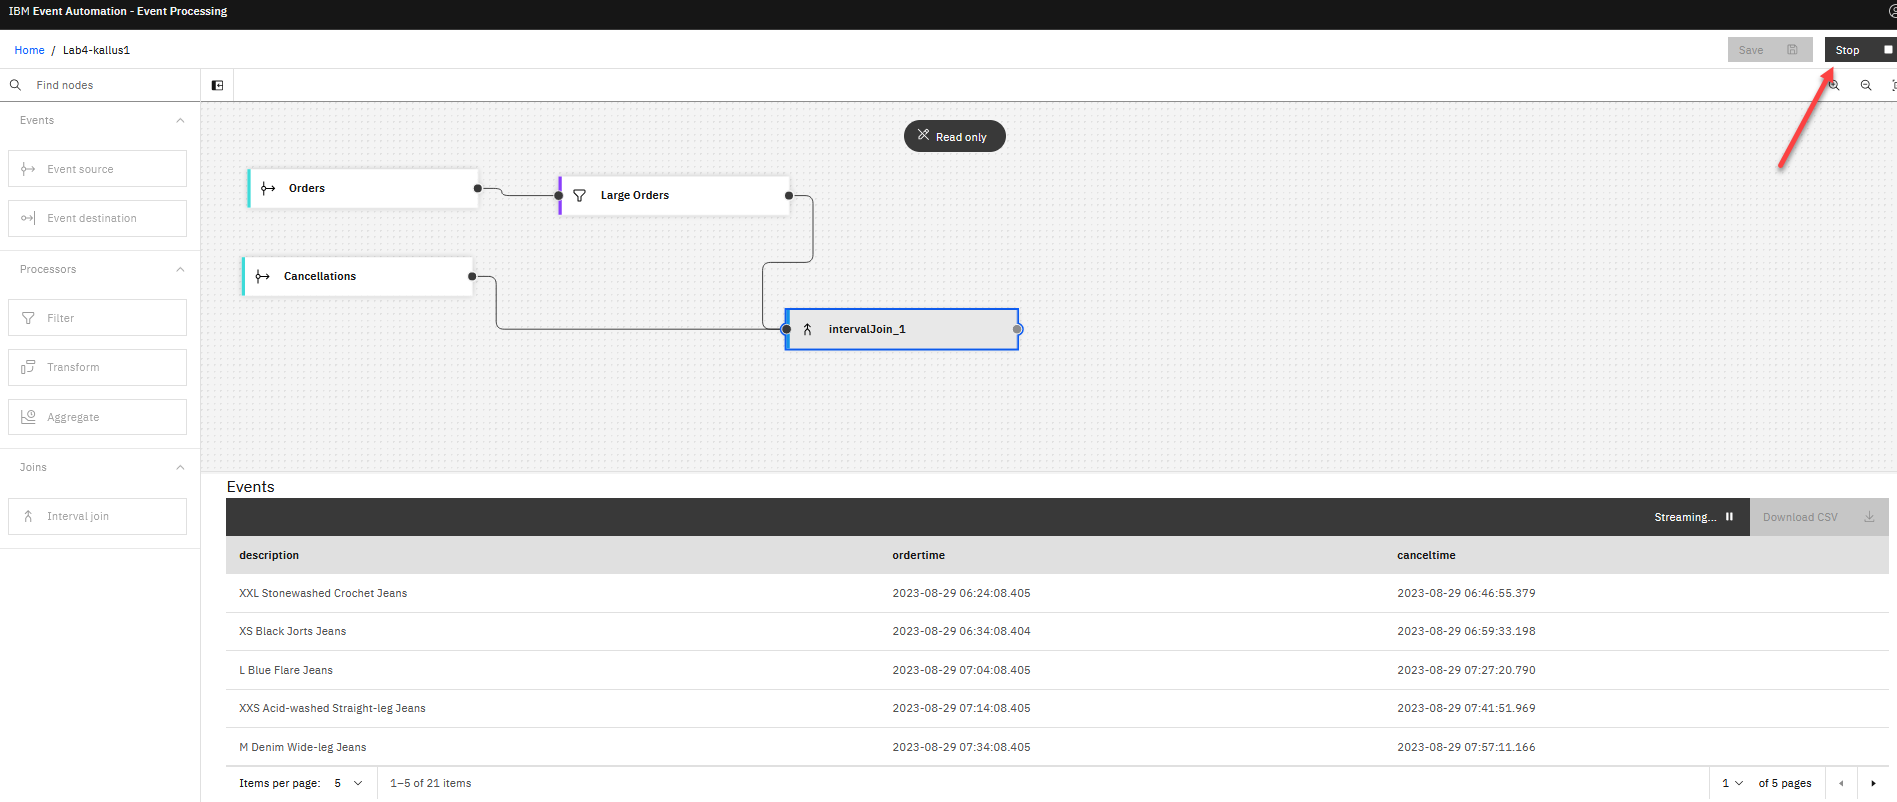 IBM Event Automation - Event Processing
Home / Lab4-kallus1
Save
Stop
Find nodes
Events
Event source
Event destination
Processors
Filter
Transform
Aggregate
Joins
Interval join
Read only
Orders
Large Orders
Cancellations
intervalJoin_1
Events
Streaming...
Download CSV
description ordertime canceltime
XXL Stonewashed Crochet Jeans 2023-08-29 06:24:08.405 2023-08-29 06:46:55.379
XS Black Jorts Jeans 2023-08-29 06:34:08.404 2023-08-29 06:59:33.198
L Blue Flare Jeans 2023-08-29 07:04:08.405 2023-08-29 07:27:20.790
XXS Acid-washed Straight-leg Jeans 2023-08-29 07:14:08.405 2023-08-29 07:41:51.969
M Denim Wide-leg Jeans 2023-08-29 07:34:08.405 2023-08-29 07:57:11.166
Items per page: 5 1–5 of 21 items 1 of 5 pages